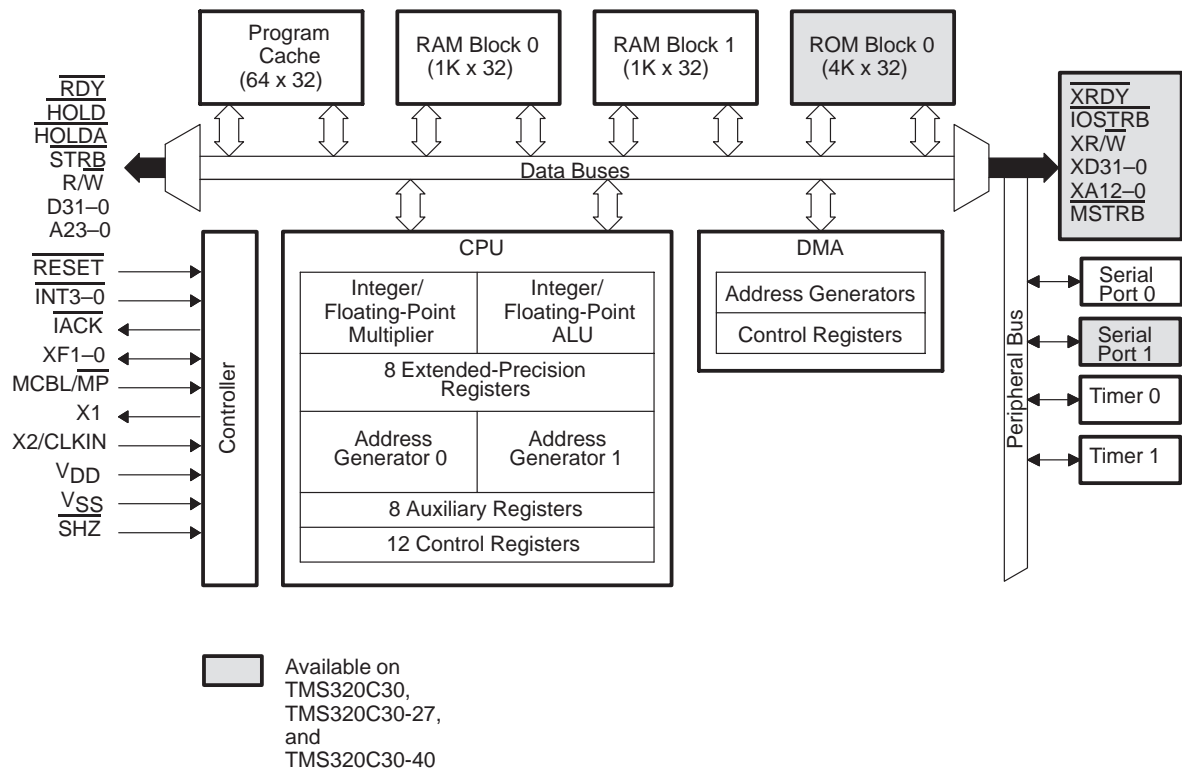 Program
Cache
(64 x 32)
RAM Block 0
(1K x 32)
RAM Block 1
(1K x 32)
ROM Block 0
(4K x 32)
RDY
HOLD
HOLDA
STRB
R/W
D31–0
A23–0
Data Buses
XRDY
IOSTRB
XR/W
XD31–0
XA12–0
MSTRB
RESET
INT3–0
IACK
XF1–0
MCBL/MP
X1
X2/CLKIN
VDD
VSS
SHZ
Controller
CPU
Integer/
Floating-Point
Multiplier
Integer/
Floating-Point
ALU
8 Extended-Precision
Registers
Address
Generator 0
Address
Generator 1
8 Auxiliary Registers
12 Control Registers
DMA
Address Generators
Control Registers
Peripheral Bus
Serial
Port 0
Serial
Port 1
Timer 0
Timer 1
Available on
TMS320C30,
TMS320C30-27,
and
TMS320C30-40